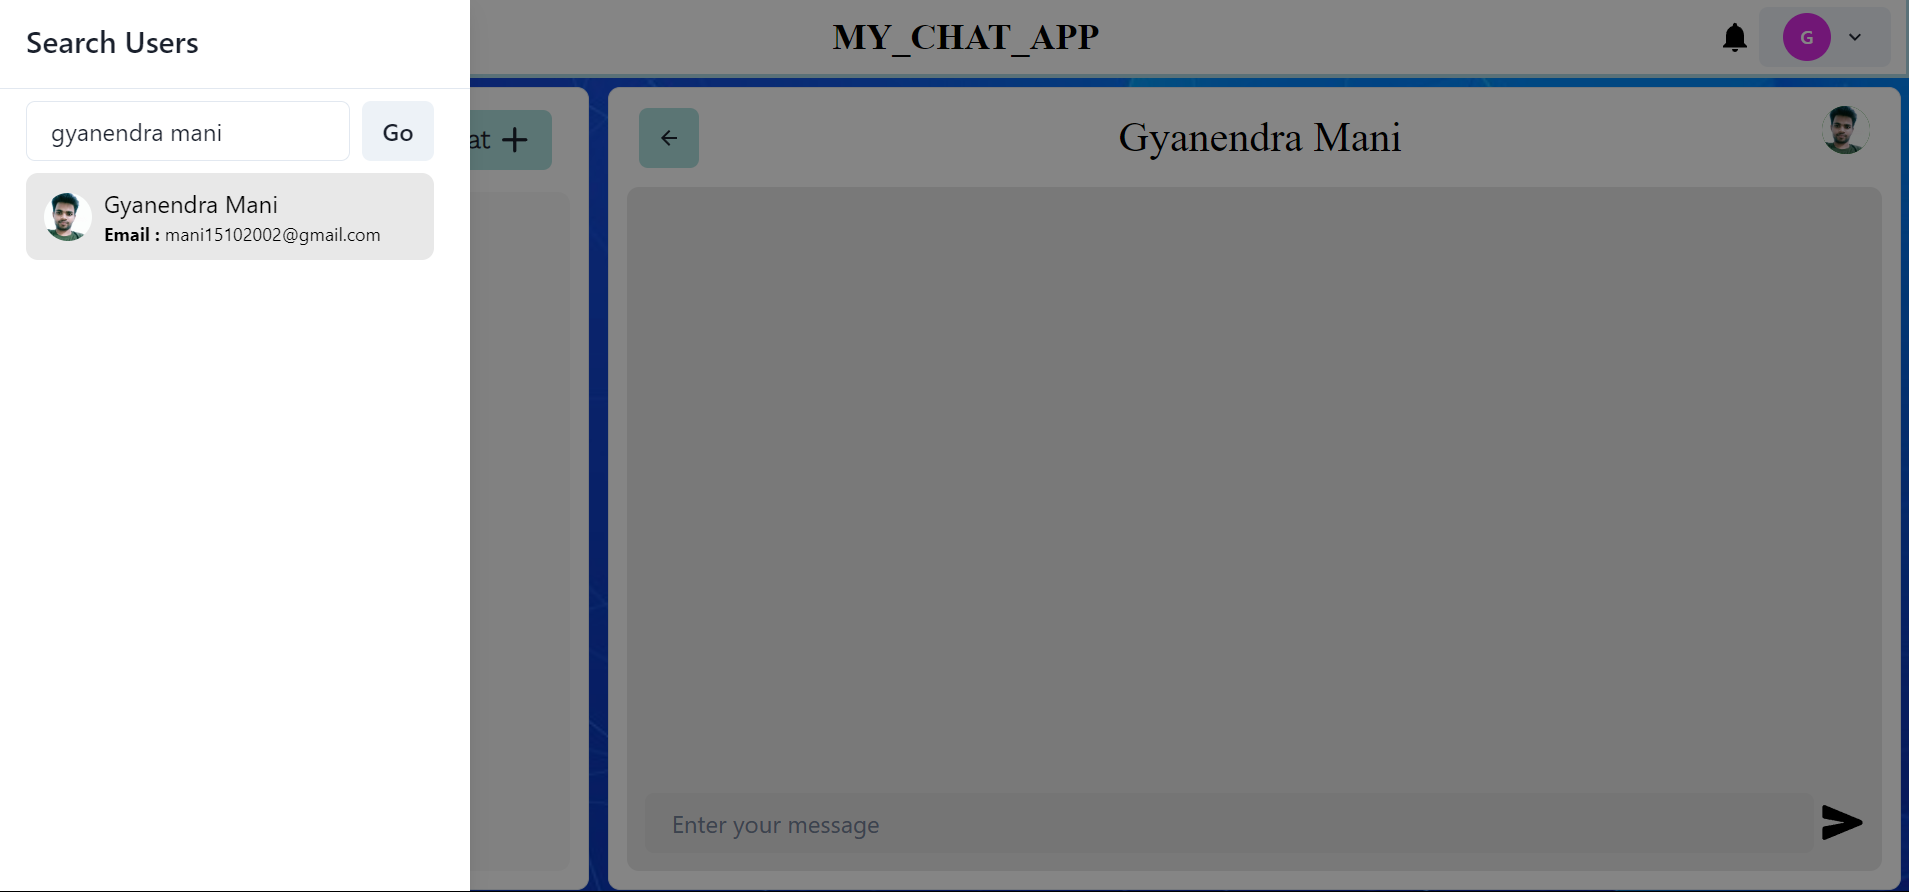 Search Users
gyanendra mani
Go
Gyanendra Mani
Email : mani15102002@gmail.com
MY_CHAT_APP
G
at +
Gyanendra Mani
Enter your message